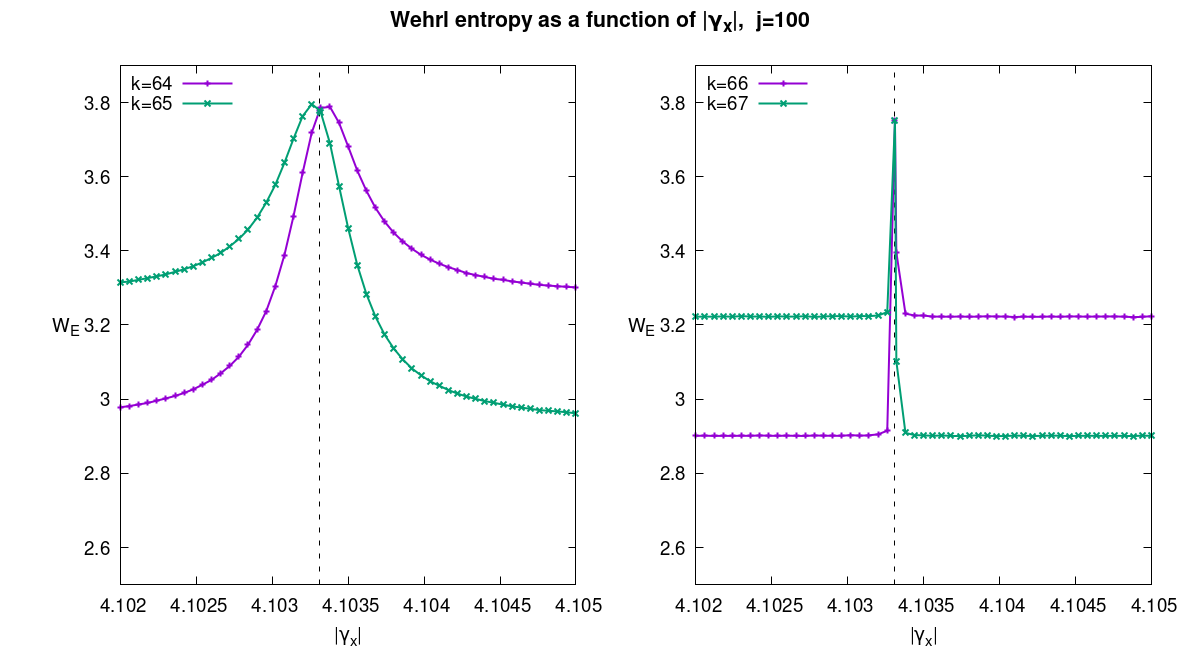 Wehrl entropy as a function of |γx|, j=100
k=64
k=65
3.8
3.6
3.4
3.2
3
2.8
2.6
WE
4.102 4.1025 4.103 4.1035 4.104 4.1045 4.105
|γx|
k=66
k=67
3.8
3.6
3.4
3.2
3
2.8
2.6
WE
4.102 4.1025 4.103 4.1035 4.104 4.1045 4.105
|γx|